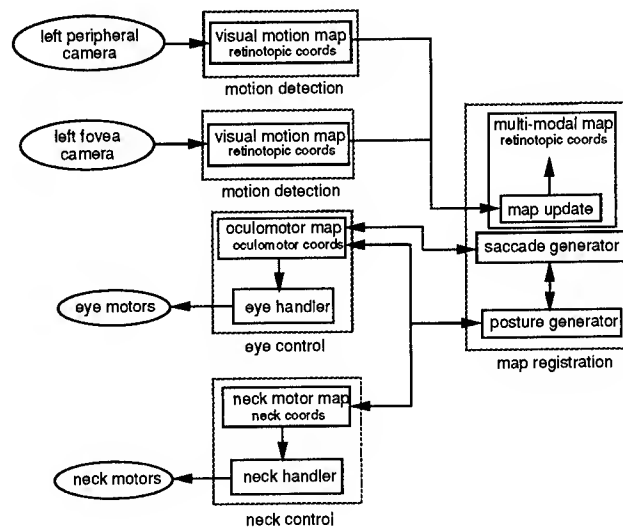 left peripheral
camera
visual motion map
retinotopic coords
motion detection
left fovea
camera
visual motion map
retinotopic coords
motion detection
multi-modal map
retinotopic coords
map update
saccade generator
posture generator
map registration
oculomotor map
oculomotor coords
eye handler
eye motors
eye control
neck motor map
neck coords
neck handler
neck motors
neck control